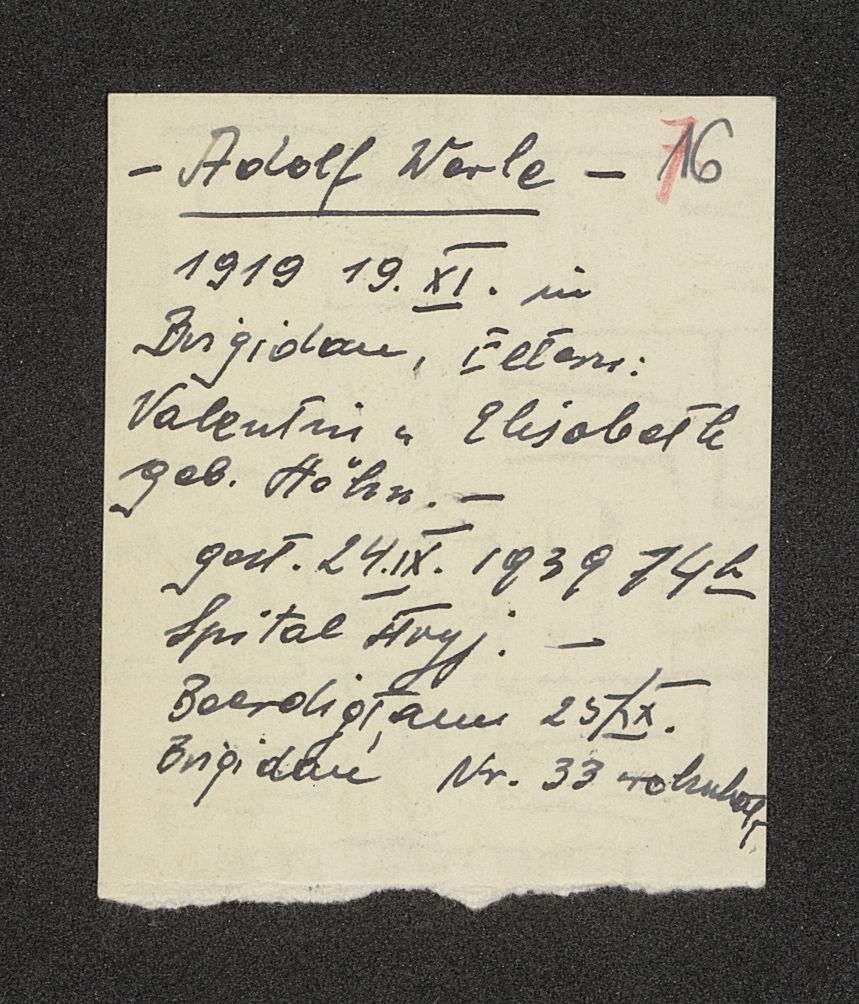 - Adolf Werle - 16
1919 19. XI. in
Brigidau, Eltern:
Valentin u Elisabeth
geb. Höhn. -
gest. 24.IX. 1939 14h
Spital Stryj. -
Beerdigt, am 25/IX.
Brigidau Nr. 33 wohnhaft